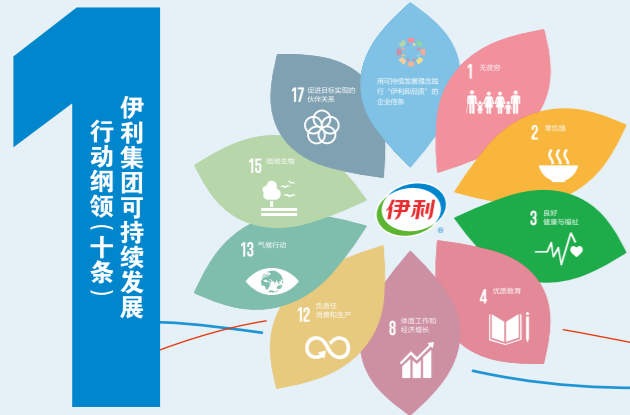 伊利集团可持续发展
行动纲领（十条）
用可持续发展理念践
行“伊利即品质”的
企业信条
1 无贫穷
2 零饥饿
3 良好
健康与福祉
4 优质教育
8 体面工作和
经济增长
12 负责任
消费和生产
13 气候行动
15 陆地生物
17 促进目标实现的
伙伴关系
伊利
®